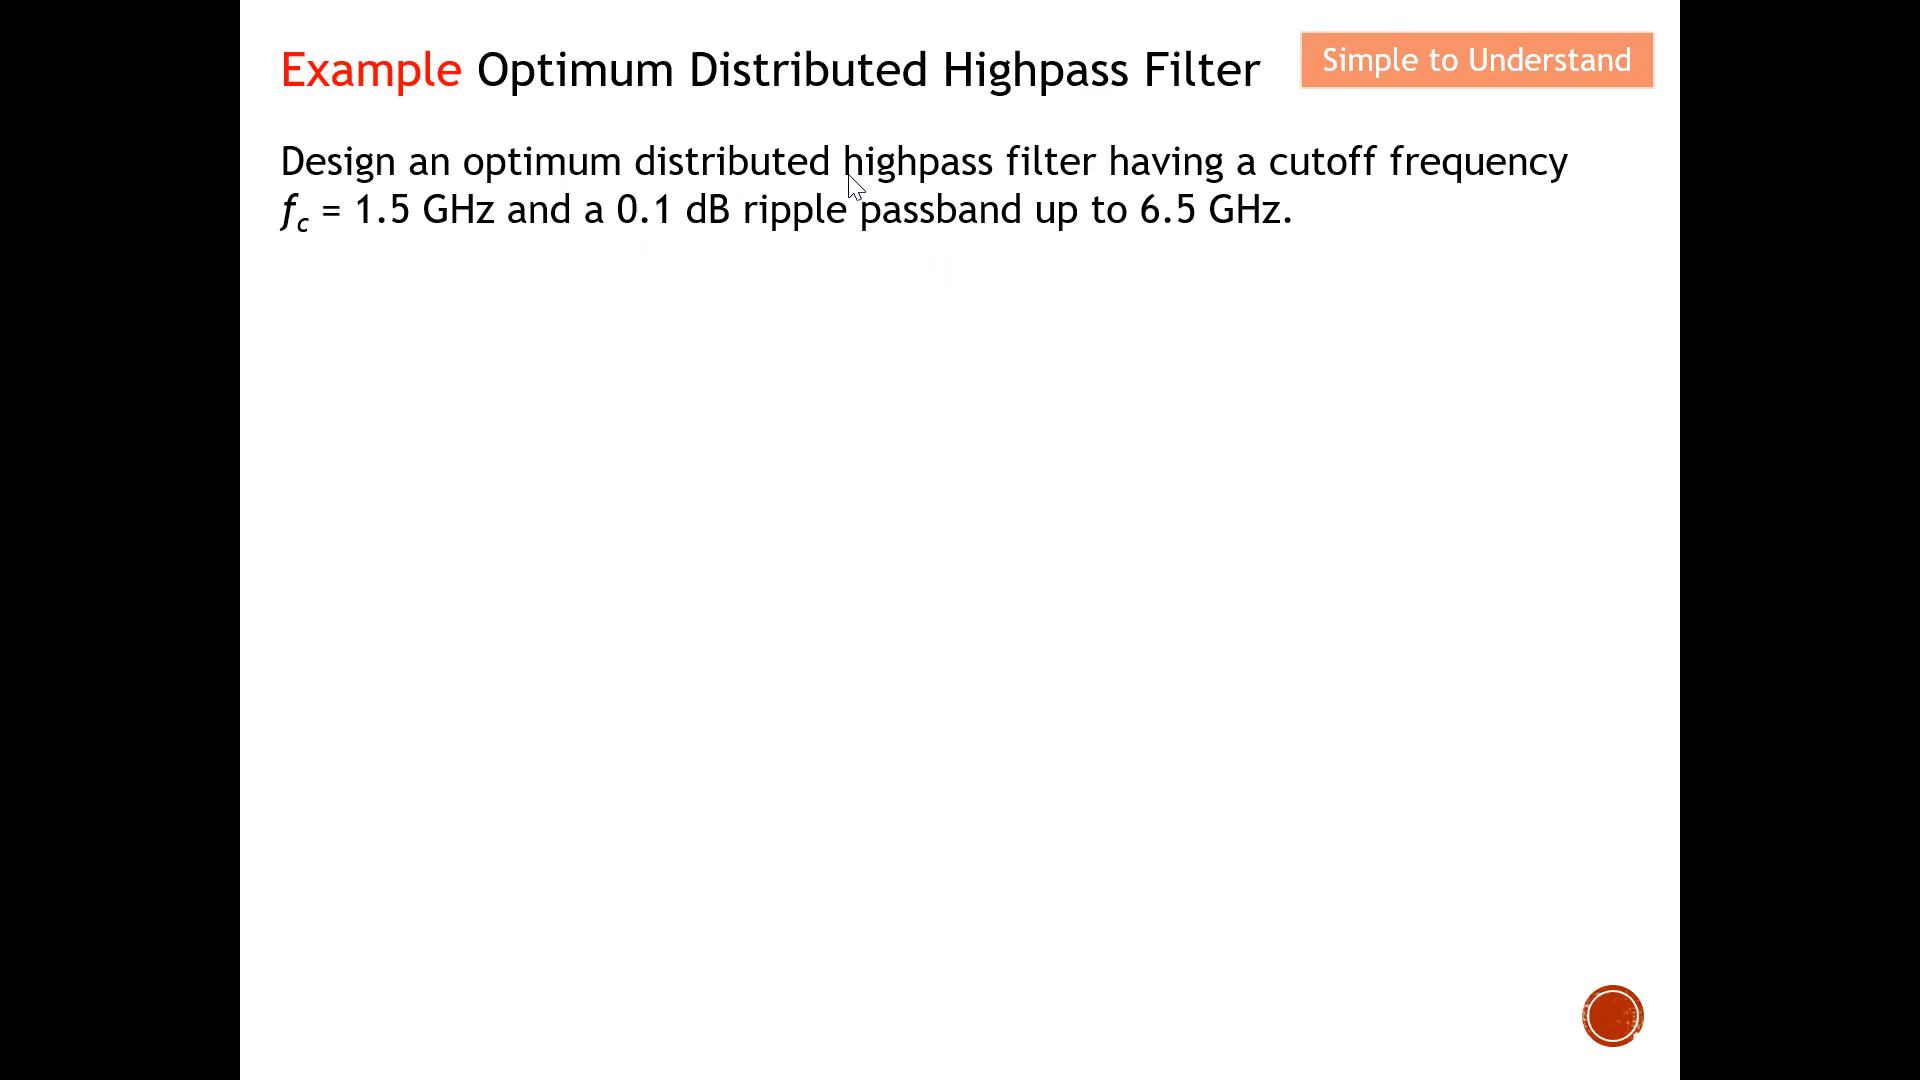 Example Optimum Distributed Highpass Filter
Simple to Understand
Design an optimum distributed highpass filter having a cutoff frequency
fc = 1.5 GHz and a 0.1 dB ripple passband up to 6.5 GHz.